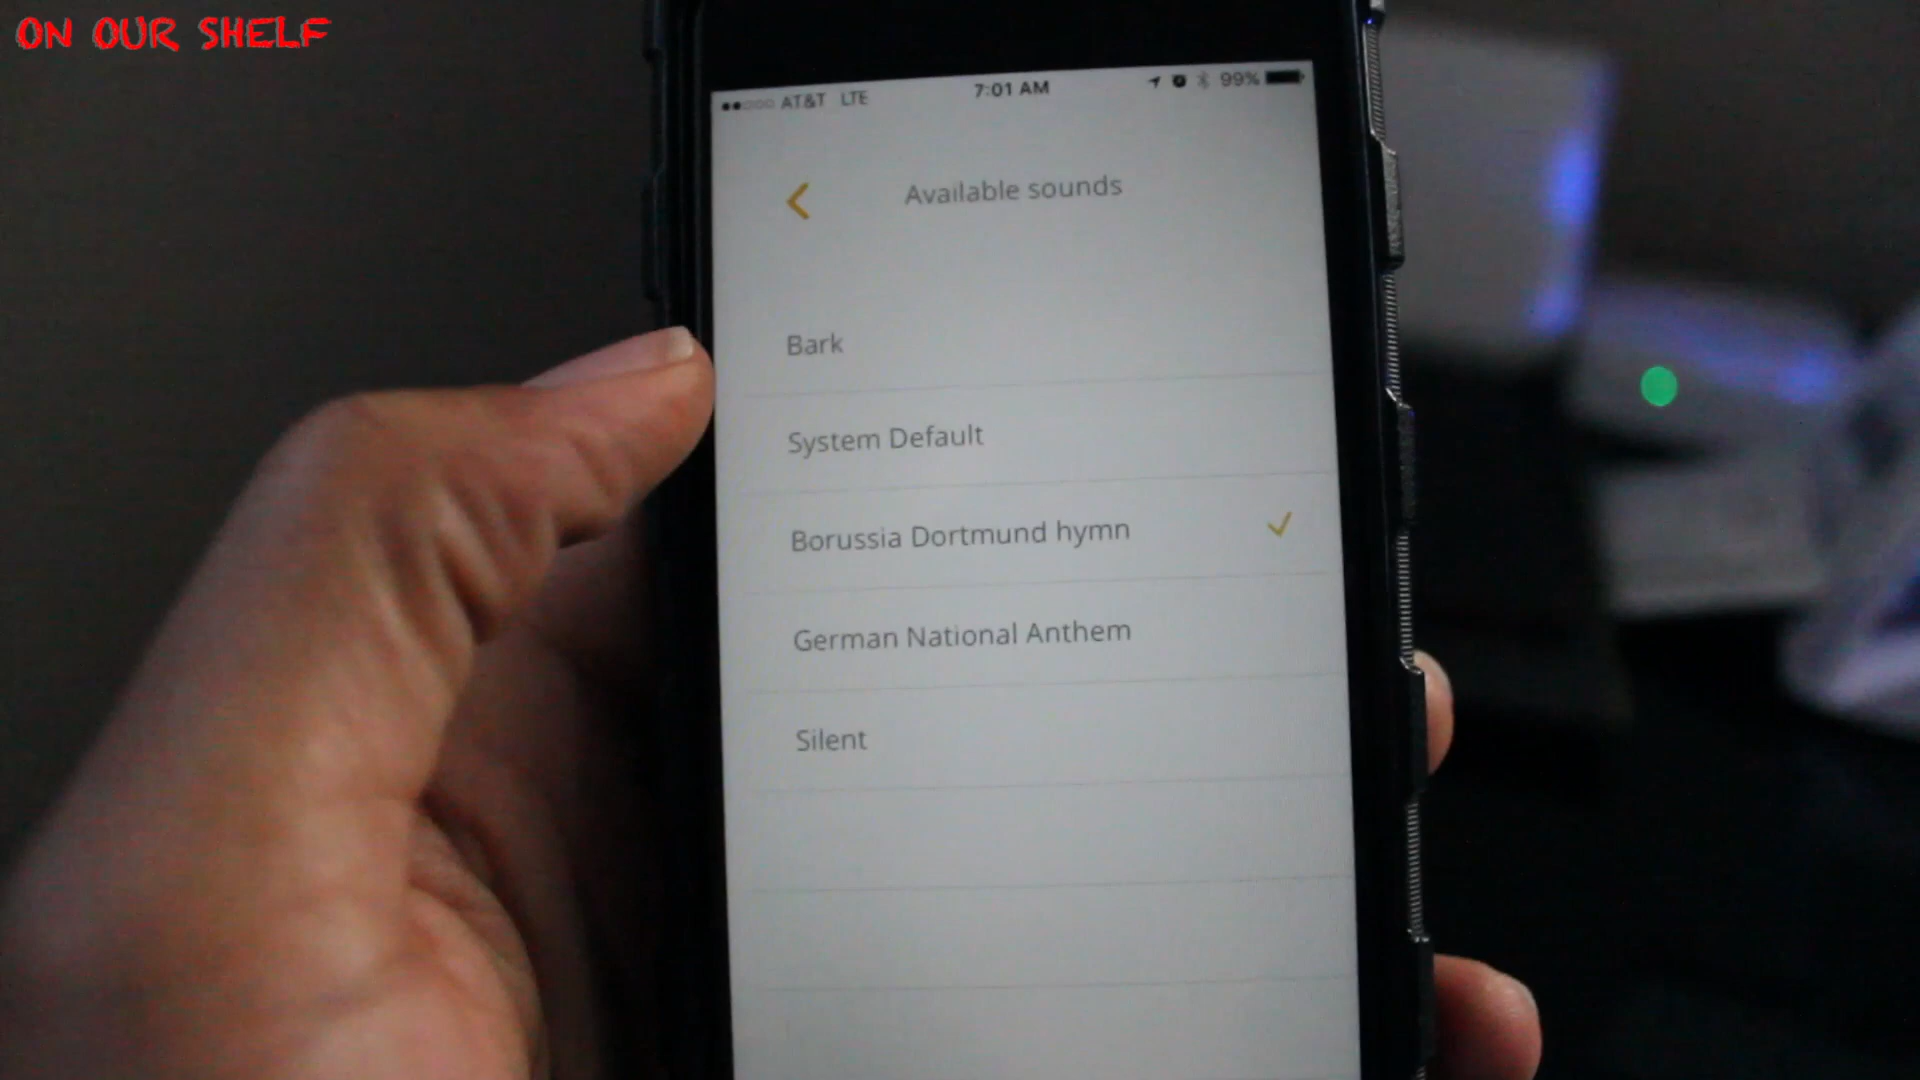 ON OUR SHELF
AT&T LTE 7:01 AM 99%
Available sounds
Bark
System Default
Borussia Dortmund hymn
German National Anthem
Silent